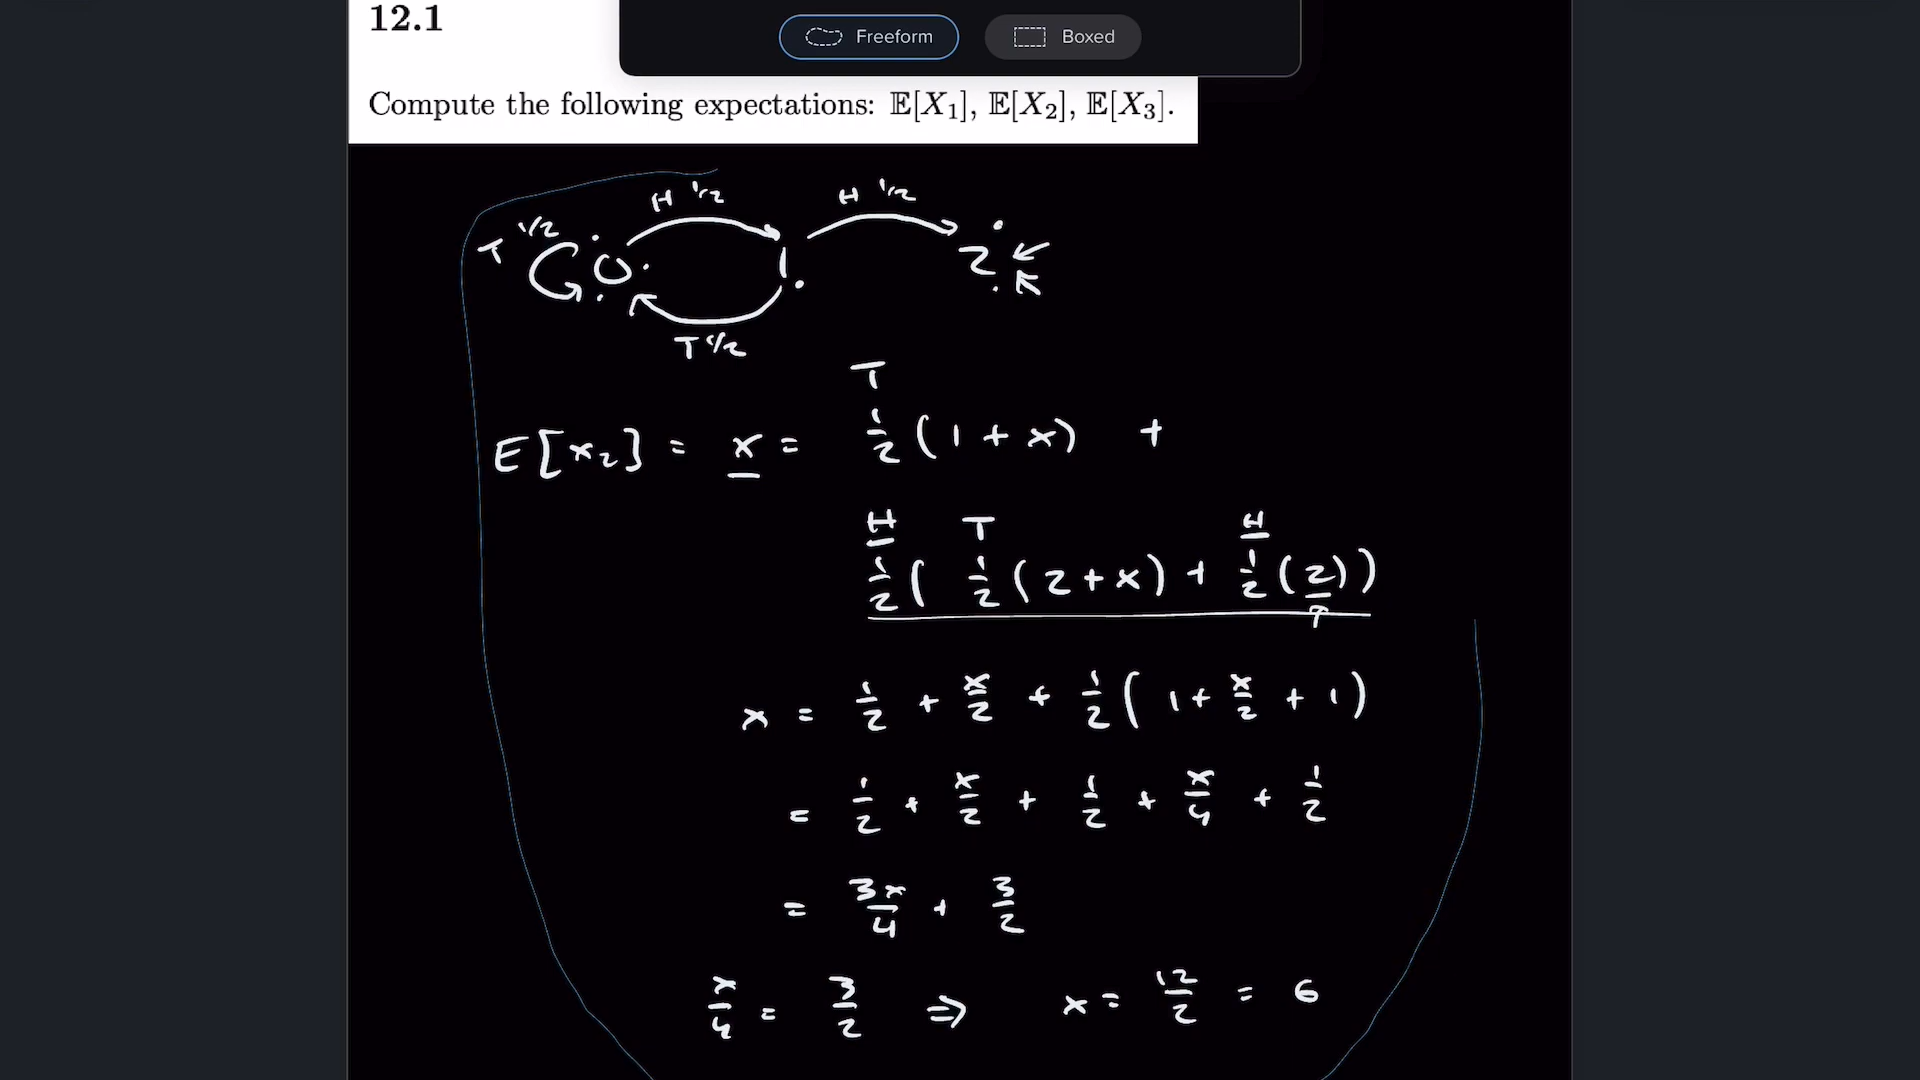 12.1
Freeform
Boxed
Compute the following expectations: 𝔼[X₁], 𝔼[X₂], 𝔼[X₃].
H 1/2
H 1/2
T 1/2
0
1
2
T 1/2
T
E[x₂] = x = 1/2 (1 + x) +
H T H
1/2 ( 1/2 (2 + x) + 1/2 (2))
x = 1/2 + x/2 + 1/2 ( 1 + x/2 + 1)
= 1/2 + x/2 + 1/2 + x/4 + 1/2
= 3x/4 + 3/2
x/4 = 3/2 ⇒ x = 12/2 = 6